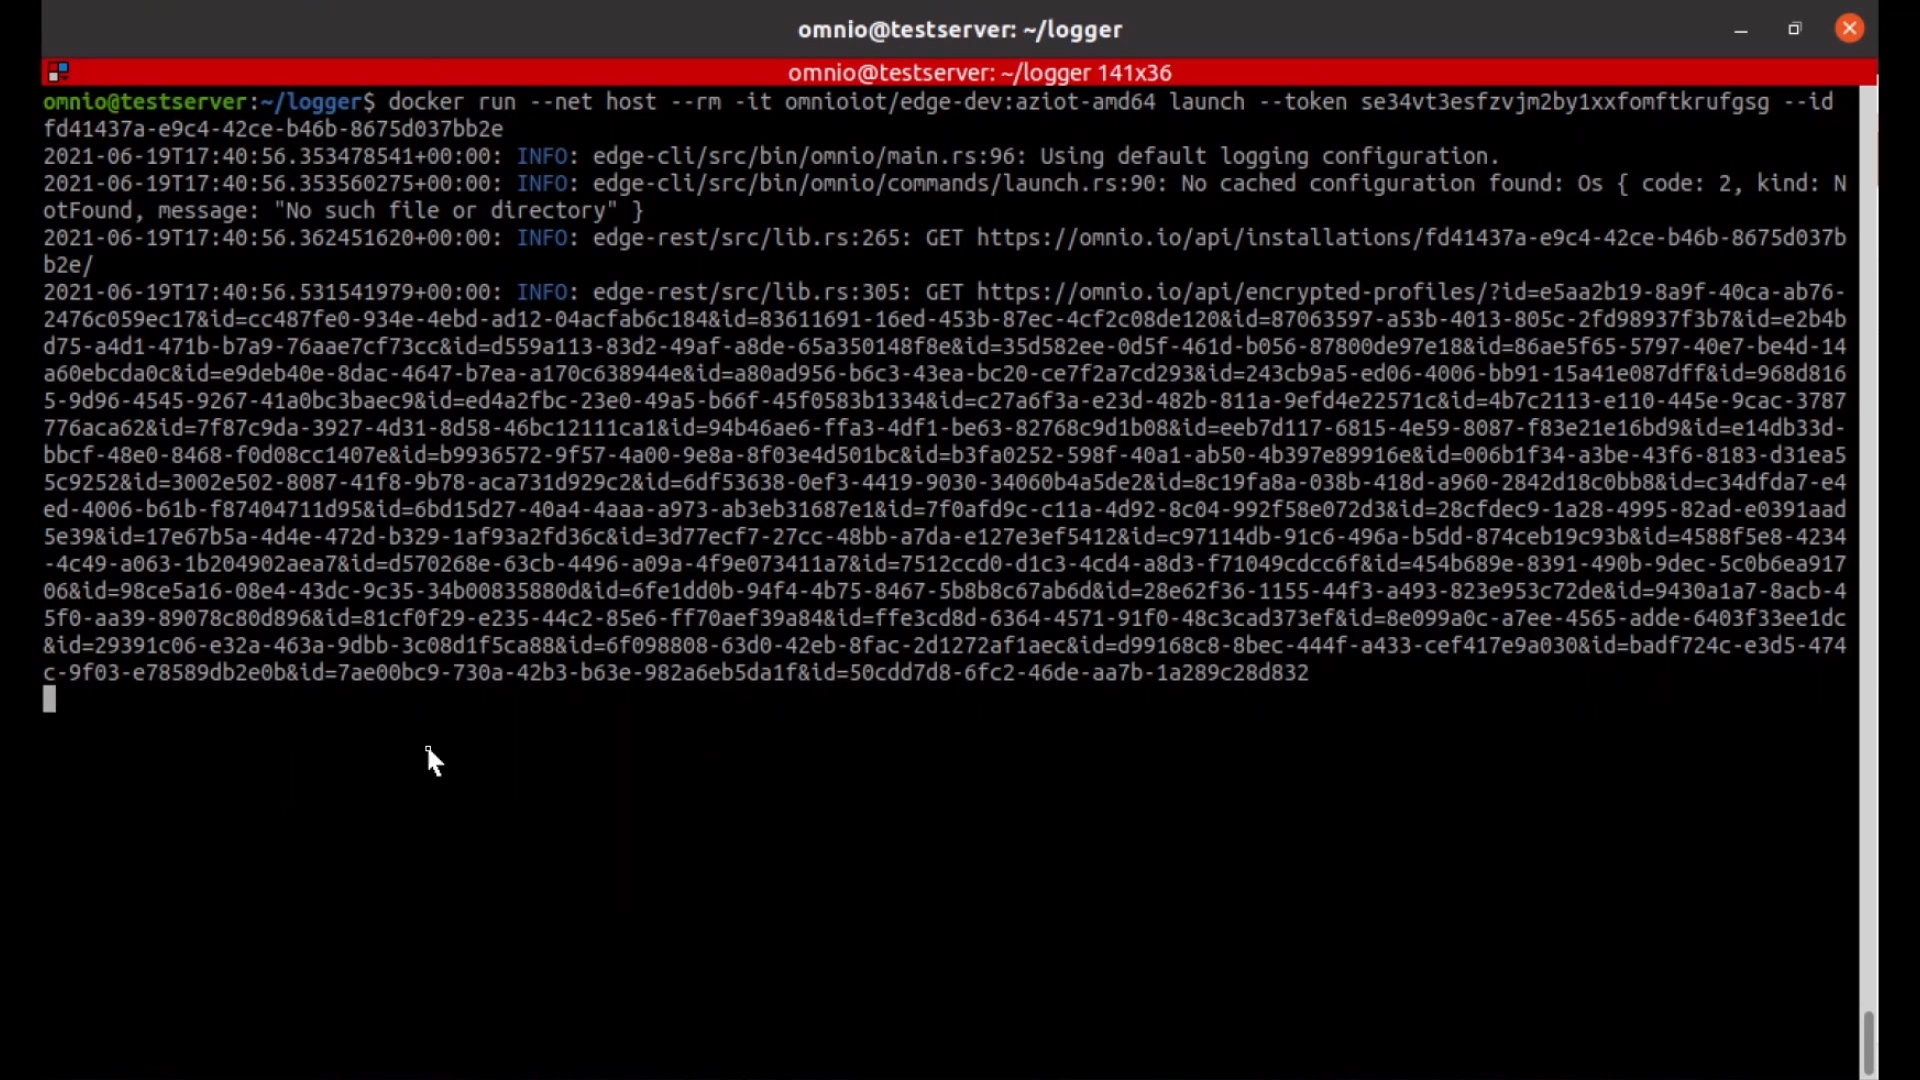 omnio@testserver: ~/logger
omnio@testserver: ~/logger 141x36
omnio@testserver:~/logger$ docker run --net host --rm -it omnioiot/edge-dev:aziot-amd64 launch --token se34vt3esfzvjm2by1xxfomftkrufgsg --id
fd41437a-e9c4-42ce-b46b-8675d037bb2e
2021-06-19T17:40:56.353478541+00:00: INFO: edge-cli/src/bin/omnio/main.rs:96: Using default logging configuration.
2021-06-19T17:40:56.353560275+00:00: INFO: edge-cli/src/bin/omnio/commands/launch.rs:90: No cached configuration found: Os { code: 2, kind: N
otFound, message: "No such file or directory" }
2021-06-19T17:40:56.362451620+00:00: INFO: edge-rest/src/lib.rs:265: GET https://omnio.io/api/installations/fd41437a-e9c4-42ce-b46b-8675d037b
b2e/
2021-06-19T17:40:56.531541979+00:00: INFO: edge-rest/src/lib.rs:305: GET https://omnio.io/api/encrypted-profiles/?id=e5aa2b19-8a9f-40ca-ab76-
2476c059ec17&id=cc487fe0-934e-4ebd-ad12-04acfab6c184&id=83611691-16ed-453b-87ec-4cf2c08de120&id=87063597-a53b-4013-805c-2fd98937f3b7&id=e2b4b
d75-a4d1-471b-b7a9-76aae7cf73cc&id=d559a113-83d2-49af-a8de-65a350148f8e&id=35d582ee-0d5f-461d-b056-87800de97e18&id=86ae5f65-5797-40e7-be4d-14
a60ebcda0c&id=e9deb40e-8dac-4647-b7ea-a170c638944e&id=a80ad956-b6c3-43ea-bc20-ce7f2a7cd293&id=243cb9a5-ed06-4006-bb91-15a41e087dff&id=968d816
5-9d96-4545-9267-41a0bc3baec9&id=ed4a2fbc-23e0-49a5-b66f-45f0583b1334&id=c27a6f3a-e23d-482b-811a-9efd4e22571c&id=4b7c2113-e110-445e-9cac-3787
776aca62&id=7f87c9da-3927-4d31-8d58-46bc12111ca1&id=94b46ae6-ffa3-4df1-be63-82768c9d1b08&id=eeb7d117-6815-4e59-8087-f83e21e16bd9&id=e14db33d-
bbcf-48e0-8468-f0d08cc1407e&id=b9936572-9f57-4a00-9e8a-8f03e4d501bc&id=b3fa0252-598f-40a1-ab50-4b397e89916e&id=006b1f34-a3be-43f6-8183-d31ea5
5c9252&id=3002e502-8087-41f8-9b78-aca731d929c2&id=6df53638-0ef3-4419-9030-34060b4a5de2&id=8c19fa8a-038b-418d-a960-2842d18c0bb8&id=c34dfda7-e4
ed-4006-b61b-f87404711d95&id=6bd15d27-40a4-4aaa-a973-ab3eb31687e1&id=7f0afd9c-c11a-4d92-8c04-992f58e072d3&id=28cfdec9-1a28-4995-82ad-e0391aad
5e39&id=17e67b5a-4d4e-472d-b329-1af93a2fd36c&id=3d77ecf7-27cc-48bb-a7da-e127e3ef5412&id=c97114db-91c6-496a-b5dd-874ceb19c93b&id=4588f5e8-4234
-4c49-a063-1b204902aea7&id=d570268e-63cb-4496-a09a-4f9e073411a7&id=7512ccd0-d1c3-4cd4-a8d3-f71049cdcc6f&id=454b689e-8391-490b-9dec-5c0b6ea917
06&id=98ce5a16-08e4-43dc-9c35-34b00835880d&id=6fe1dd0b-94f4-4b75-8467-5b8b8c67ab6d&id=28e62f36-1155-44f3-a493-823e953c72de&id=9430a1a7-8acb-4
5f0-aa39-89078c80d896&id=81cf0f29-e235-44c2-85e6-ff70aef39a84&id=ffe3cd8d-6364-4571-91f0-48c3cad373ef&id=8e099a0c-a7ee-4565-adde-6403f33ee1dc
&id=29391c06-e32a-463a-9dbb-3c08d1f5ca88&id=6f098808-63d0-42eb-8fac-2d1272af1aec&id=d99168c8-8bec-444f-a433-cef417e9a030&id=badf724c-e3d5-474
c-9f03-e78589db2e0b&id=7ae00bc9-730a-42b3-b63e-982a6eb5da1f&id=50cdd7d8-6fc2-46de-aa7b-1a289c28d832